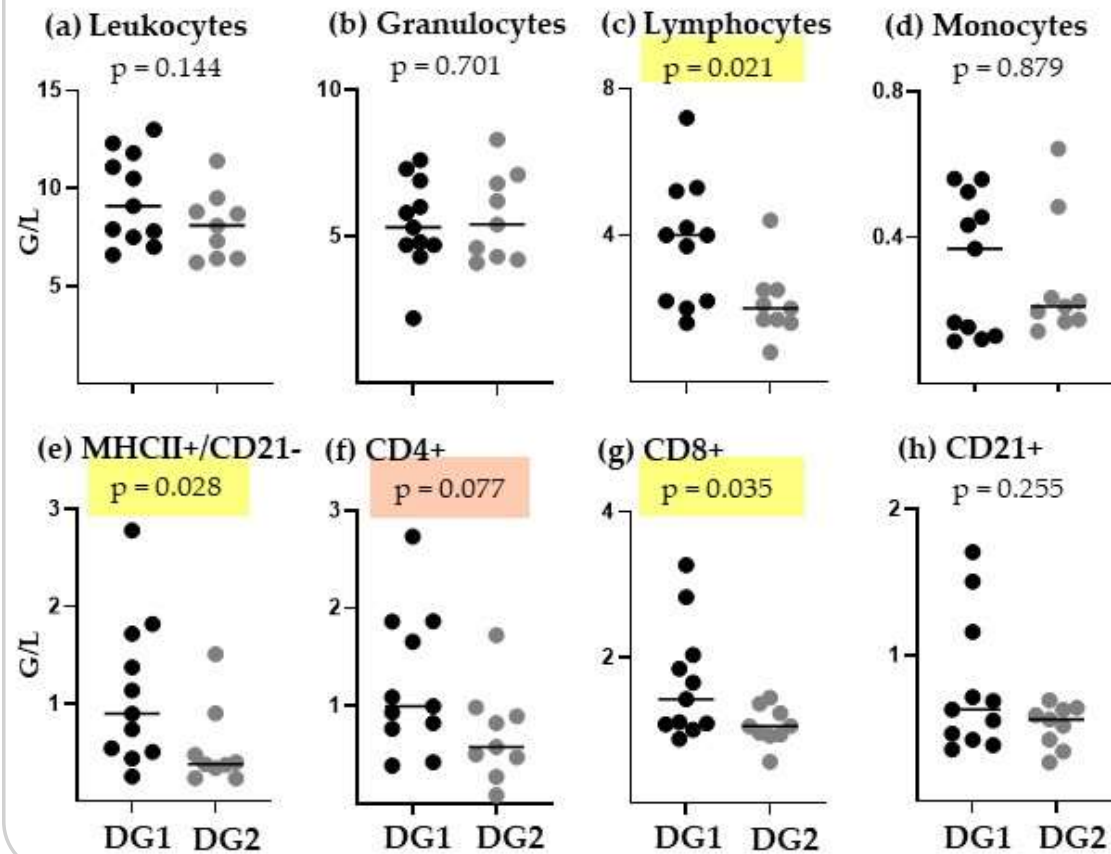 (a) Leukocytes (b) Granulocytes (c) Lymphocytes (d) Monocytes
p = 0.144 p = 0.701 p = 0.021 p = 0.879
15 10 8 0.8
10 5 4 0.4
5
G/L
(e) MHCII+/CD21- (f) CD4+ (g) CD8+ (h) CD21+
p = 0.028 p = 0.077 p = 0.035 p = 0.255
3 3 4 2
2 2 2 1
1 1
G/L
DG1 DG2 DG1 DG2 DG1 DG2 DG1 DG2